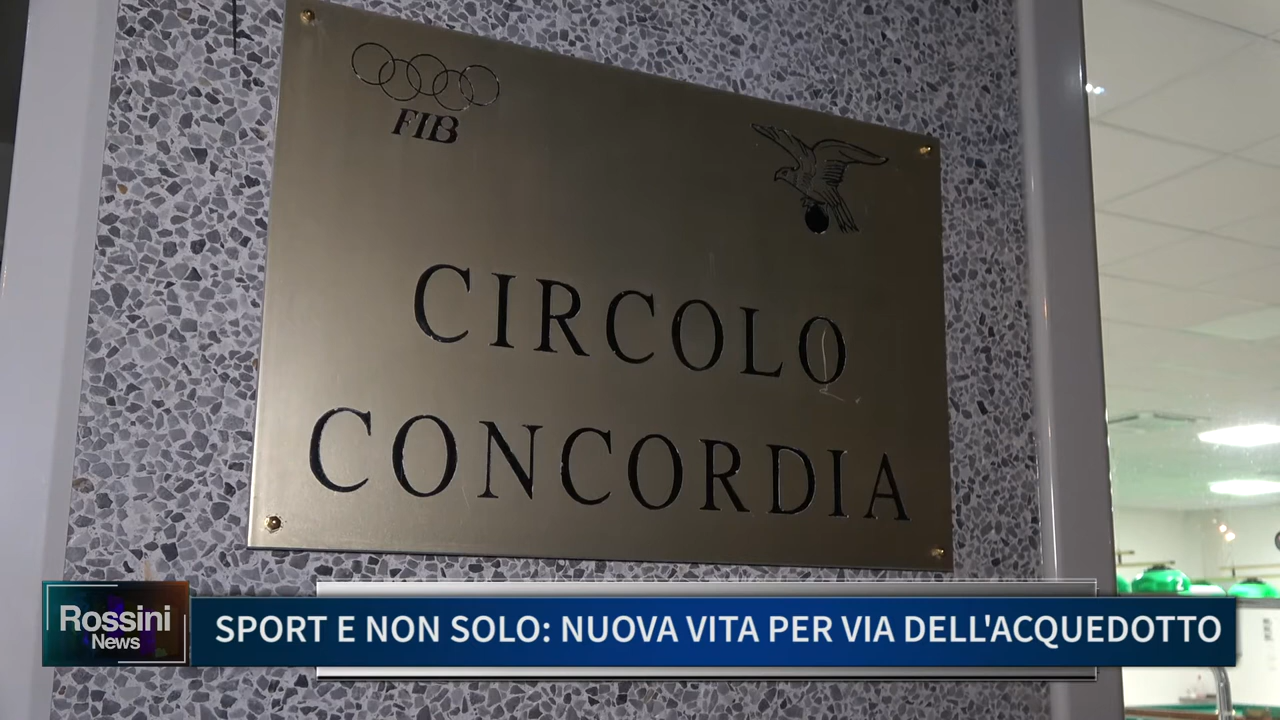 FIB
CIRCOLO
CONCORDIA
Rossini
News
SPORT E NON SOLO: NUOVA VITA PER VIA DELL'ACQUEDOTTO